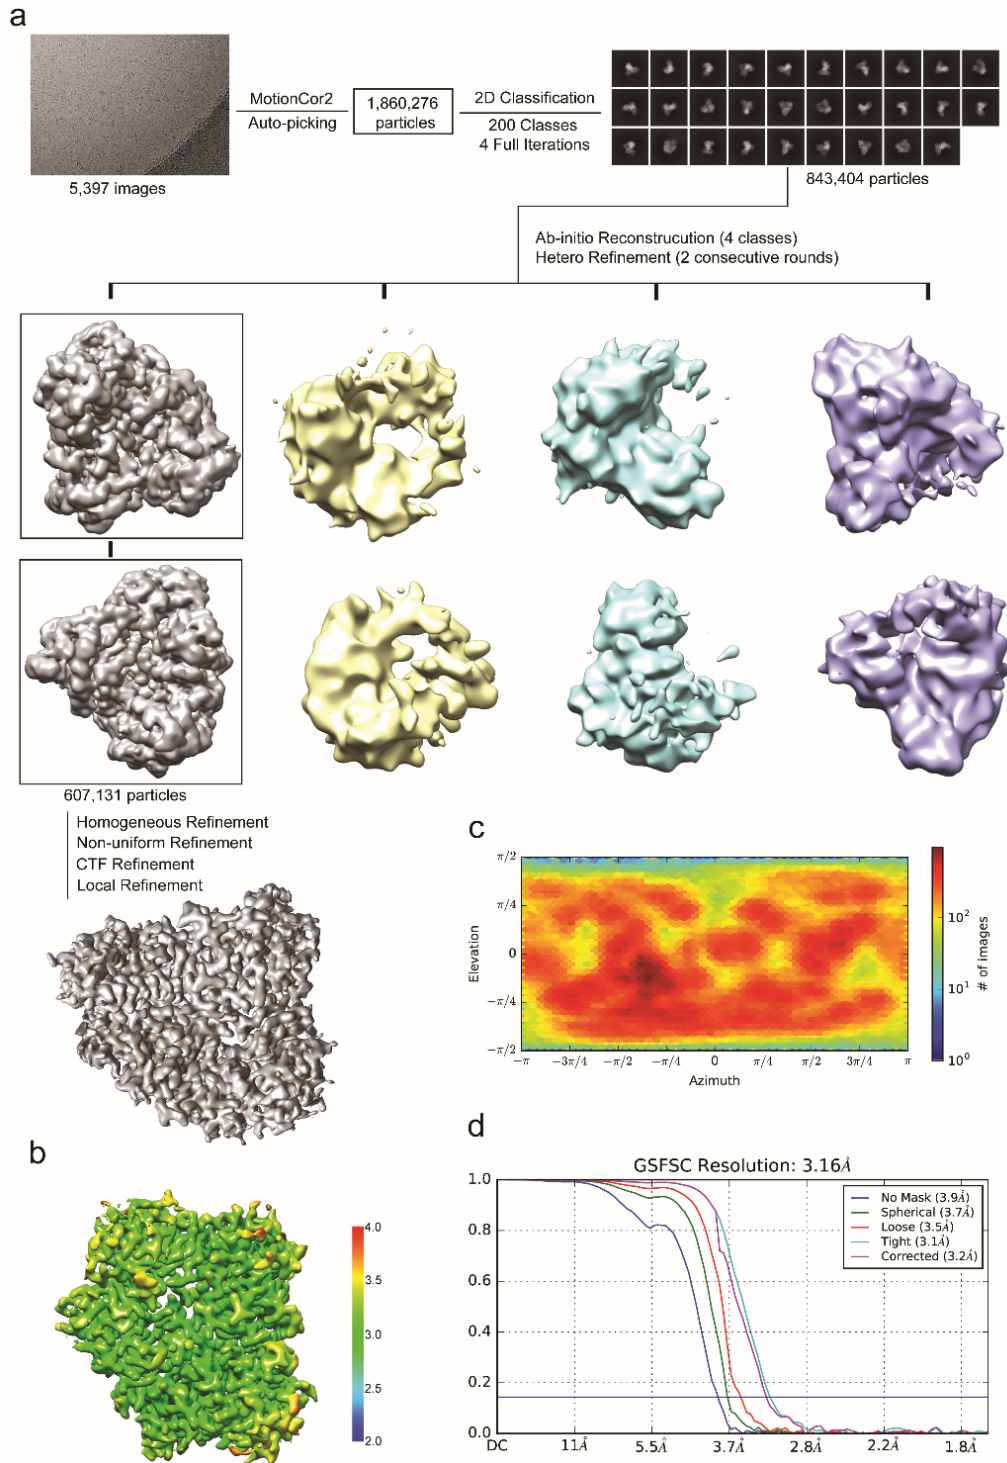 a
MotionCor2
Auto-picking
1,860,276
particles
2D Classification
200 Classes
4 Full Iterations
5,397 images
843,404 particles
Ab-initio Reconstrucution (4 classes)
Hetero Refinement (2 consecutive rounds)
607,131 particles
Homogeneous Refinement
Non-uniform Refinement
CTF Refinement
Local Refinement
b
4.0
3.5
3.0
2.5
2.0
c
π/2
π/4
0
−π/4
−π/2
Elevation
−π −3π/4 −π/2 −π/4 0 π/4 π/2 3π/4 π
Azimuth
10²
10¹
10⁰
# of images
d
GSFSC Resolution: 3.16Å
1.0
0.8
0.6
0.4
0.2
0.0
No Mask (3.9Å)
Spherical (3.7Å)
Loose (3.5Å)
Tight (3.1Å)
Corrected (3.2Å)
DC 11Å 5.5Å 3.7Å 2.8Å 2.2Å 1.8Å